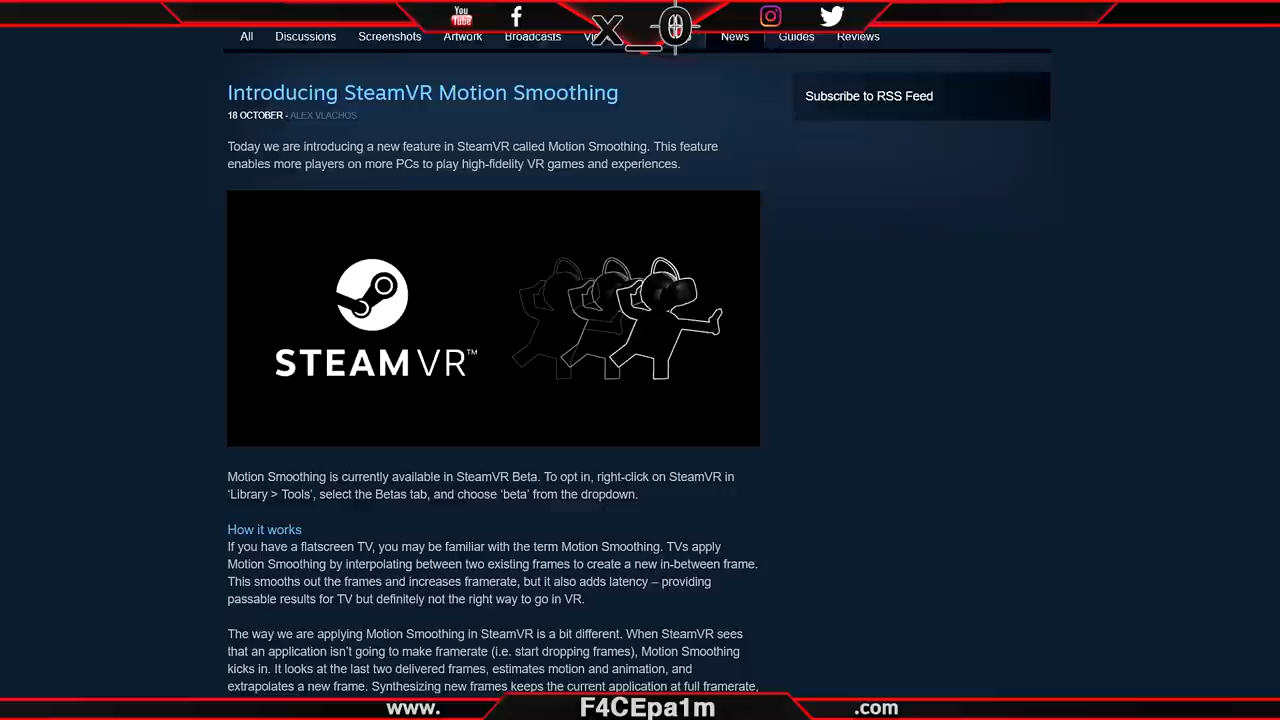 You
Tube
X_0
All Discussions Screenshots Artwork Broadcasts News Guides Reviews
Introducing SteamVR Motion Smoothing
Subscribe to RSS Feed
18 OCTOBER - ALEX VLACHOS
Today we are introducing a new feature in SteamVR called Motion Smoothing. This feature
enables more players on more PCs to play high-fidelity VR games and experiences.
STEAMVR™
Motion Smoothing is currently available in SteamVR Beta. To opt in, right-click on SteamVR in
‘Library > Tools’, select the Betas tab, and choose ‘beta’ from the dropdown.
How it works
If you have a flatscreen TV, you may be familiar with the term Motion Smoothing. TVs apply
Motion Smoothing by interpolating between two existing frames to create a new in-between frame.
This smooths out the frames and increases framerate, but it also adds latency – providing
passable results for TV but definitely not the right way to go in VR.
The way we are applying Motion Smoothing in SteamVR is a bit different. When SteamVR sees
that an application isn’t going to make framerate (i.e. start dropping frames), Motion Smoothing
kicks in. It looks at the last two delivered frames, estimates motion and animation, and
extrapolates a new frame. Synthesizing new frames keeps the current application at full framerate,
www. F4CEpa1m .com